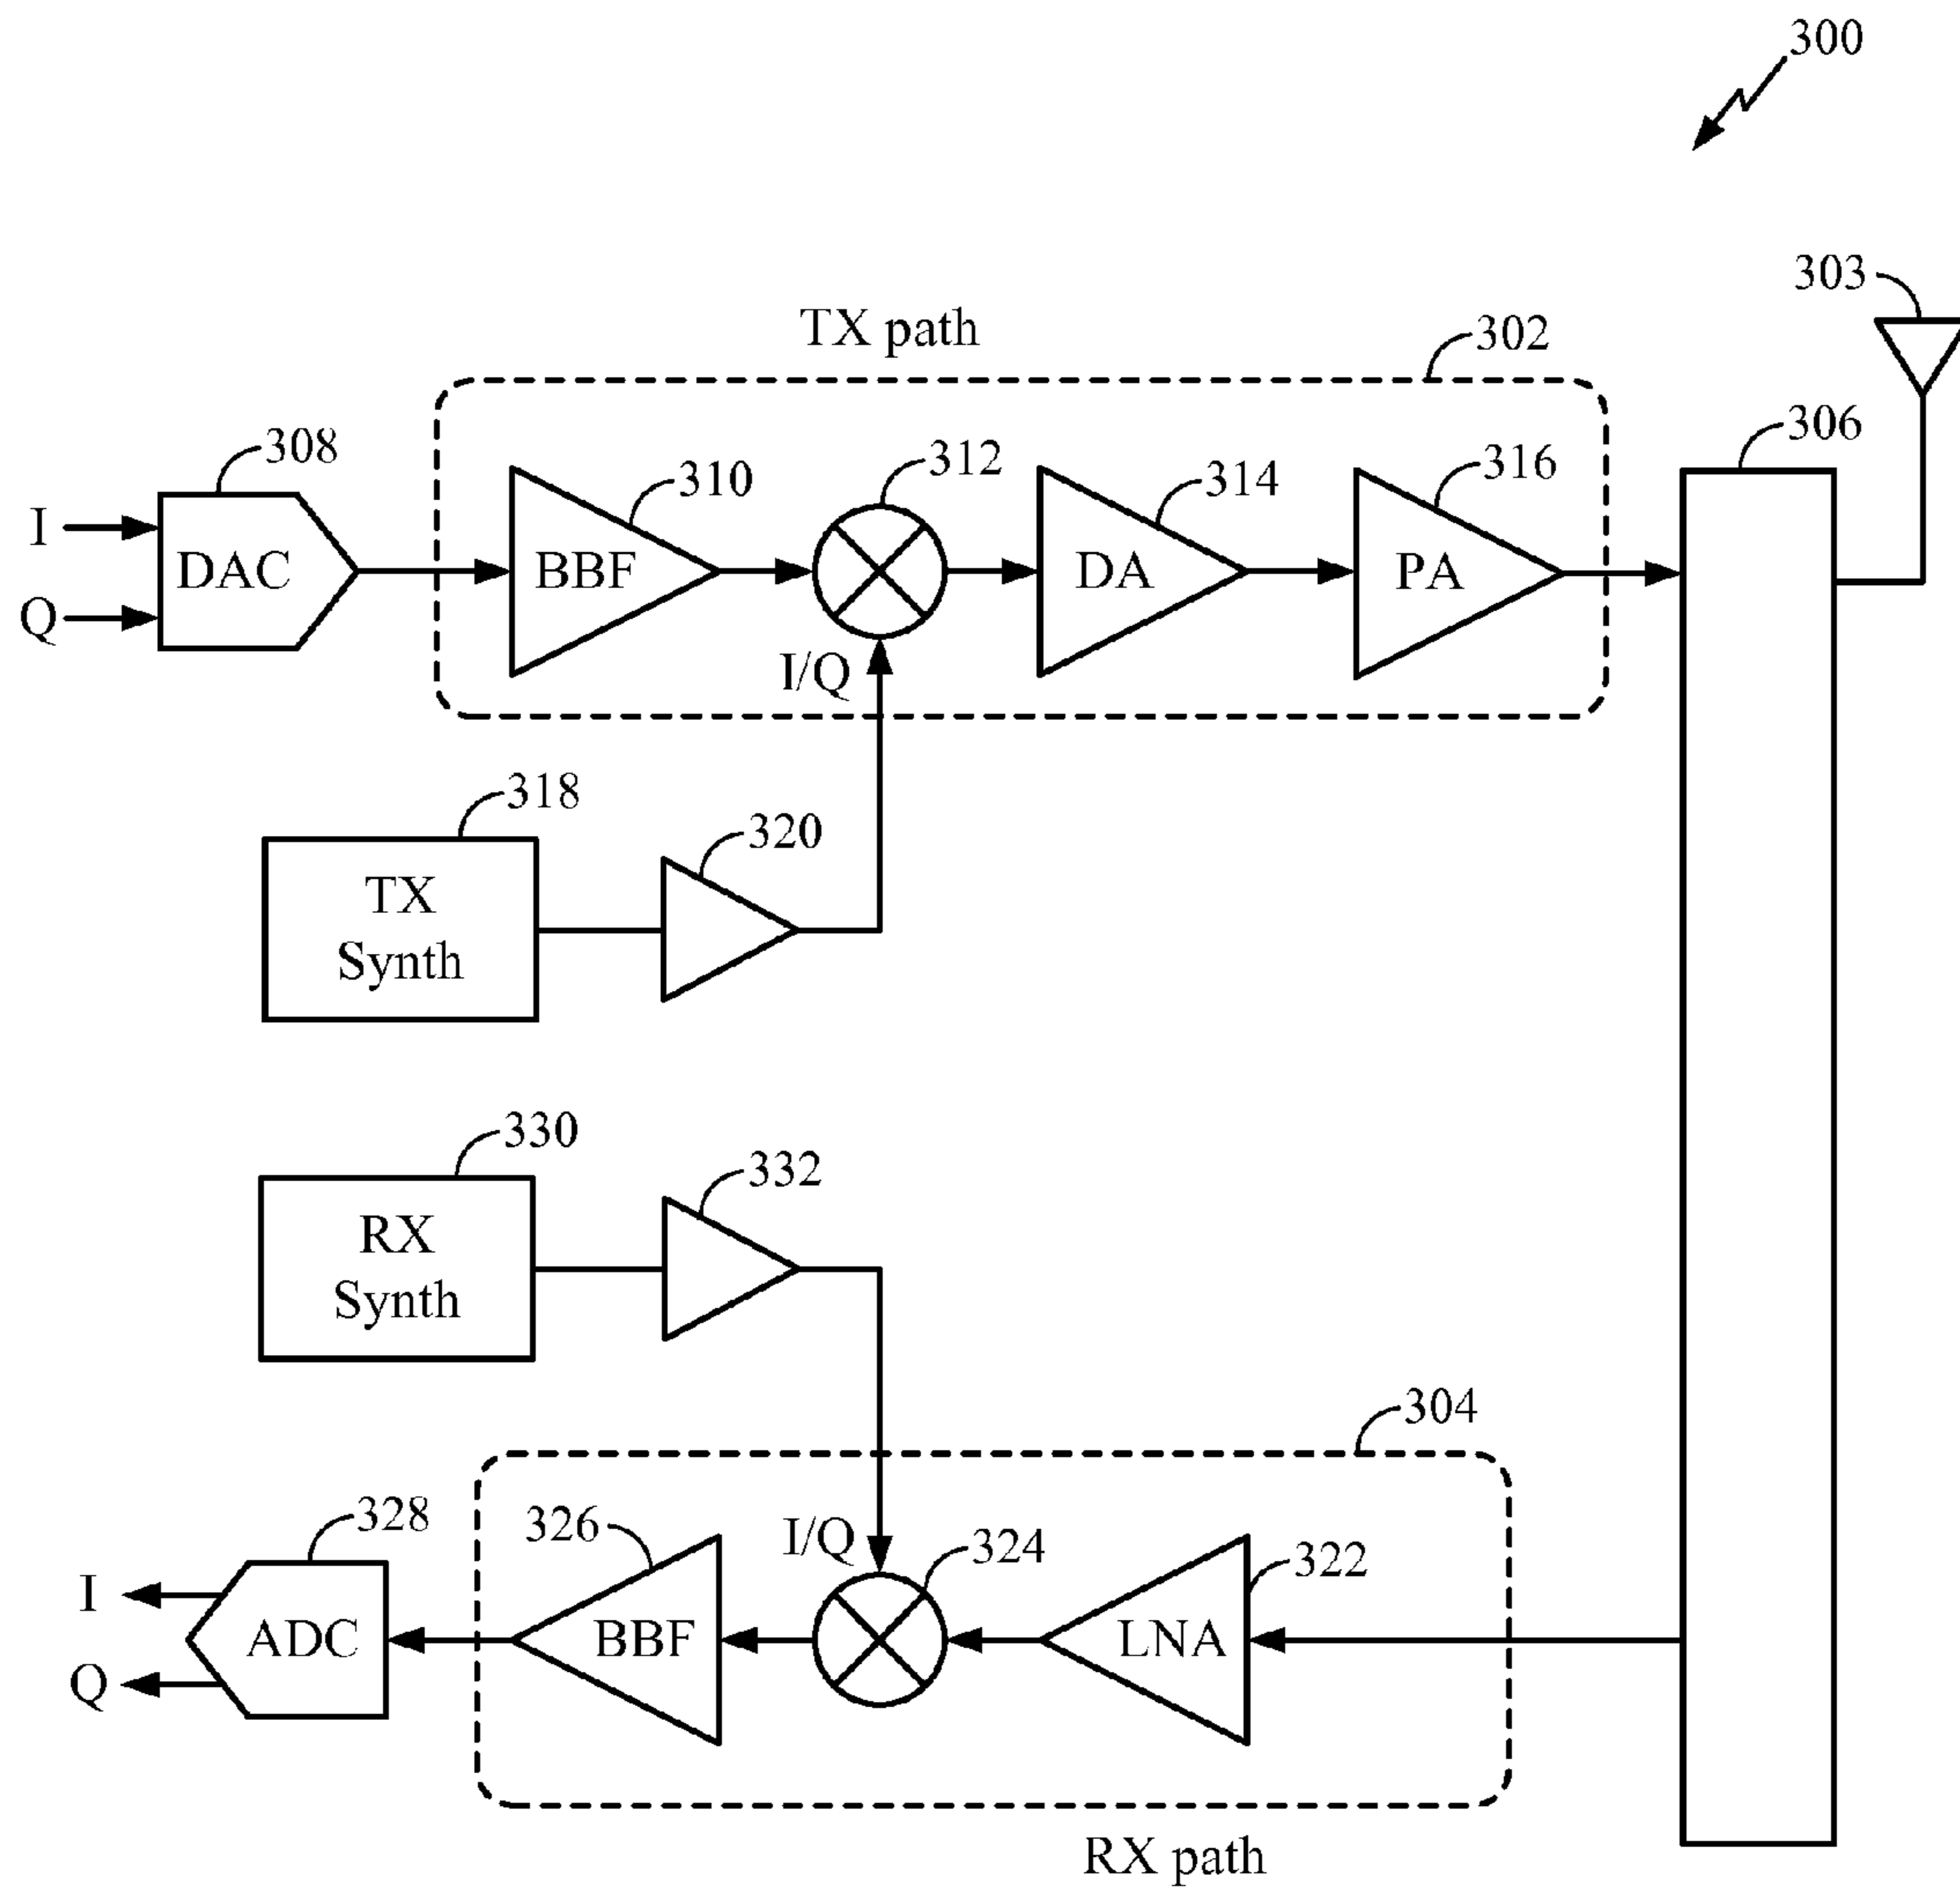 300
303
TX path
302
306
308
310
312
314
316
I
DAC
BBF
DA
PA
Q
I/Q
318
320
TX
Synth
330
332
RX
Synth
304
328
326
I/Q
324
322
I
ADC
BBF
LNA
Q
RX path